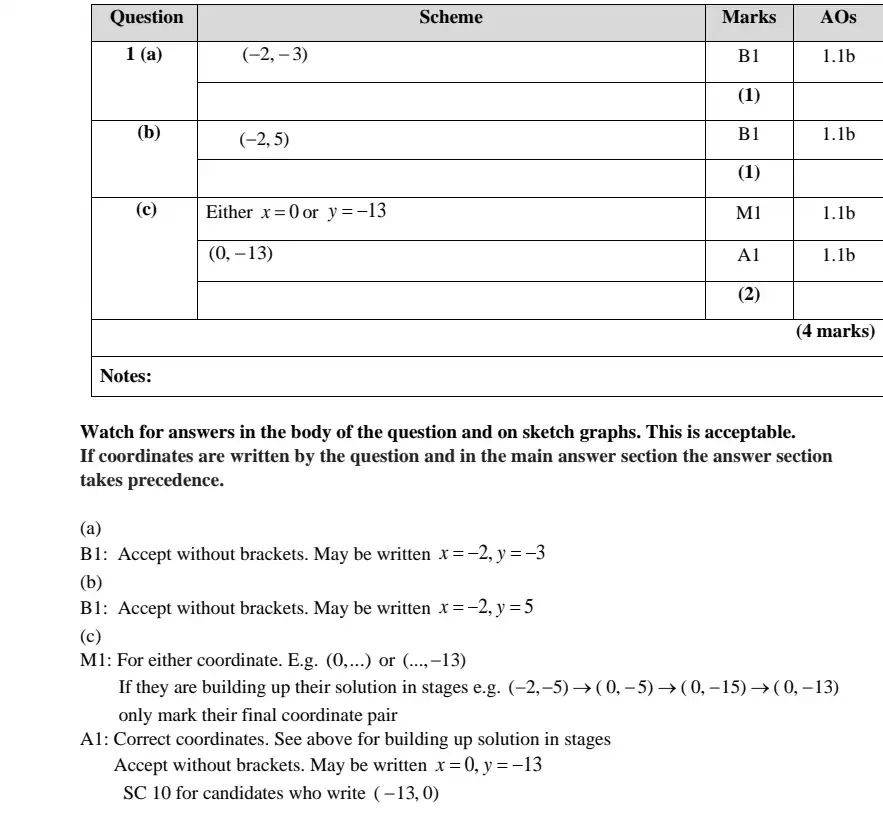 Question Scheme Marks AOs
1 (a) (−2, − 3) B1 1.1b
(1)
(b) (−2, 5) B1 1.1b
(1)
(c) Either x = 0 or y = −13 M1 1.1b
(0, − 13) A1 1.1b
(2)
(4 marks)
Notes:
Watch for answers in the body of the question and on sketch graphs. This is acceptable.
If coordinates are written by the question and in the main answer section the answer section
takes precedence.
(a)
B1: Accept without brackets. May be written x = −2, y = −3
(b)
B1: Accept without brackets. May be written x = −2, y = 5
(c)
M1: For either coordinate. E.g. (0,...) or (..., −13)
If they are building up their solution in stages e.g. (−2, −5) → ( 0, − 5) → ( 0, −15) → ( 0, −13)
only mark their final coordinate pair
A1: Correct coordinates. See above for building up solution in stages
Accept without brackets. May be written x = 0, y = −13
SC 10 for candidates who write ( −13, 0)